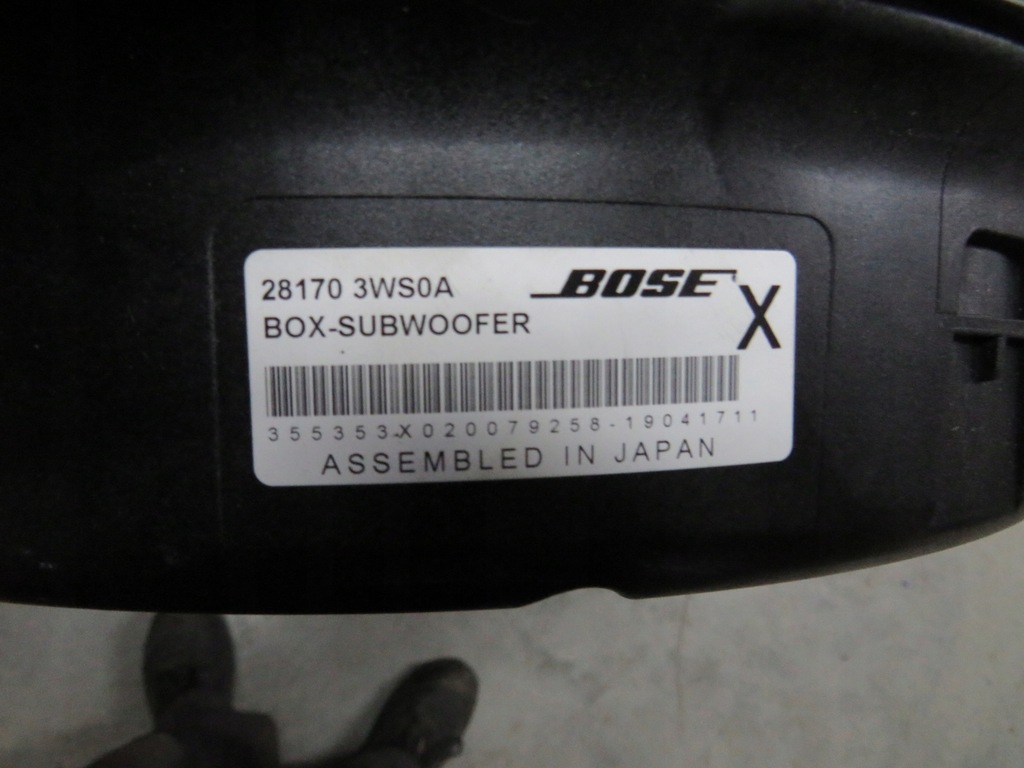 28170 3WS0A BOSE X
BOX-SUBWOOFER
355353-X020079258-19041711
ASSEMBLED IN JAPAN